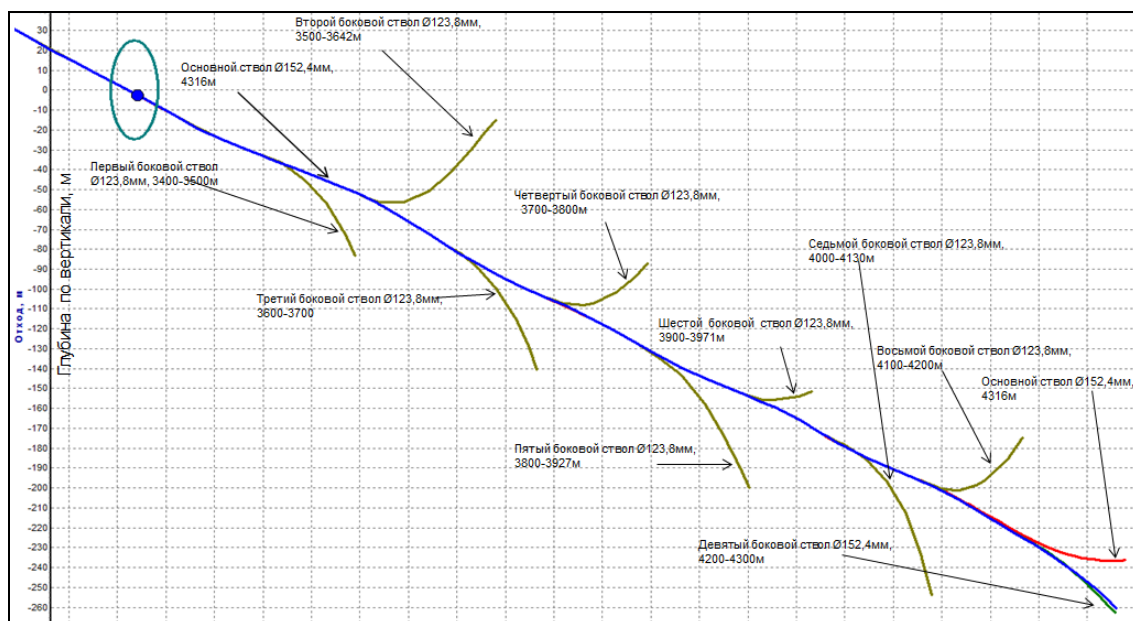 Второй боковой ствол Ø123,8мм,
3500-3642м
Основной ствол Ø152,4мм,
4316м
Первый боковой ствол
Ø123,8мм, 3400-3500м
Четвертый боковой ствол Ø123,8мм,
3700-3800м
Седьмой боковой ствол Ø123,8мм,
4000-4130м
Третий боковой ствол Ø123,8мм,
3600-3700
Шестой боковой ствол Ø123,8мм,
3900-3971м
Восьмой боковой ствол Ø123,8мм,
4100-4200м
Основной ствол Ø152,4мм,
4316м
Пятый боковой ствол Ø123,8мм,
3800-3927м
Девятый боковой ствол Ø152,4мм,
4200-4300м
Отход, м
Глубина по вертикали, м
30
20
10
0
-10
-20
-30
-40
-50
-60
-70
-80
-90
-100
-110
-120
-130
-140
-150
-160
-170
-180
-190
-200
-210
-220
-230
-240
-250
-260